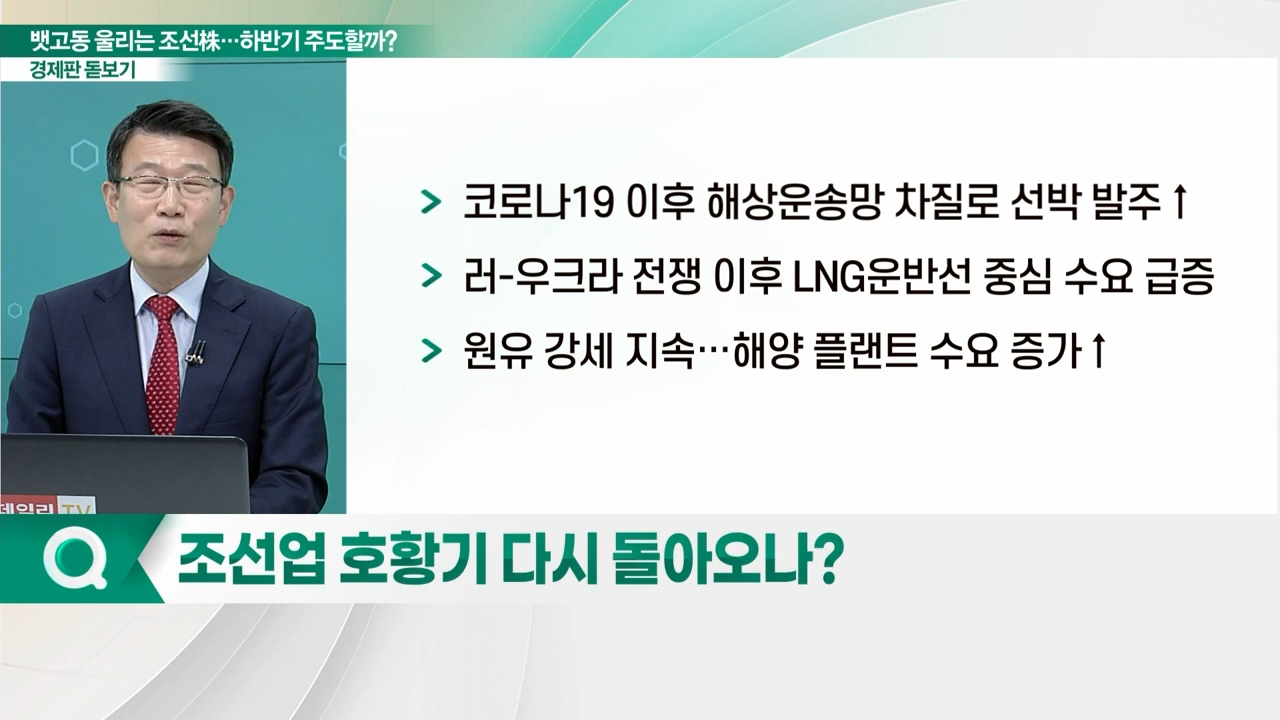 뱃고동 울리는 조선株…하반기 주도할까?
경제판 돋보기
코로나19 이후 해상운송망 차질로 선박 발주↑
러-우크라 전쟁 이후 LNG운반선 중심 수요 급증
원유 강세 지속…해양 플랜트 수요 증가↑
데일리 TV
조선업 호황기 다시 돌아오나?